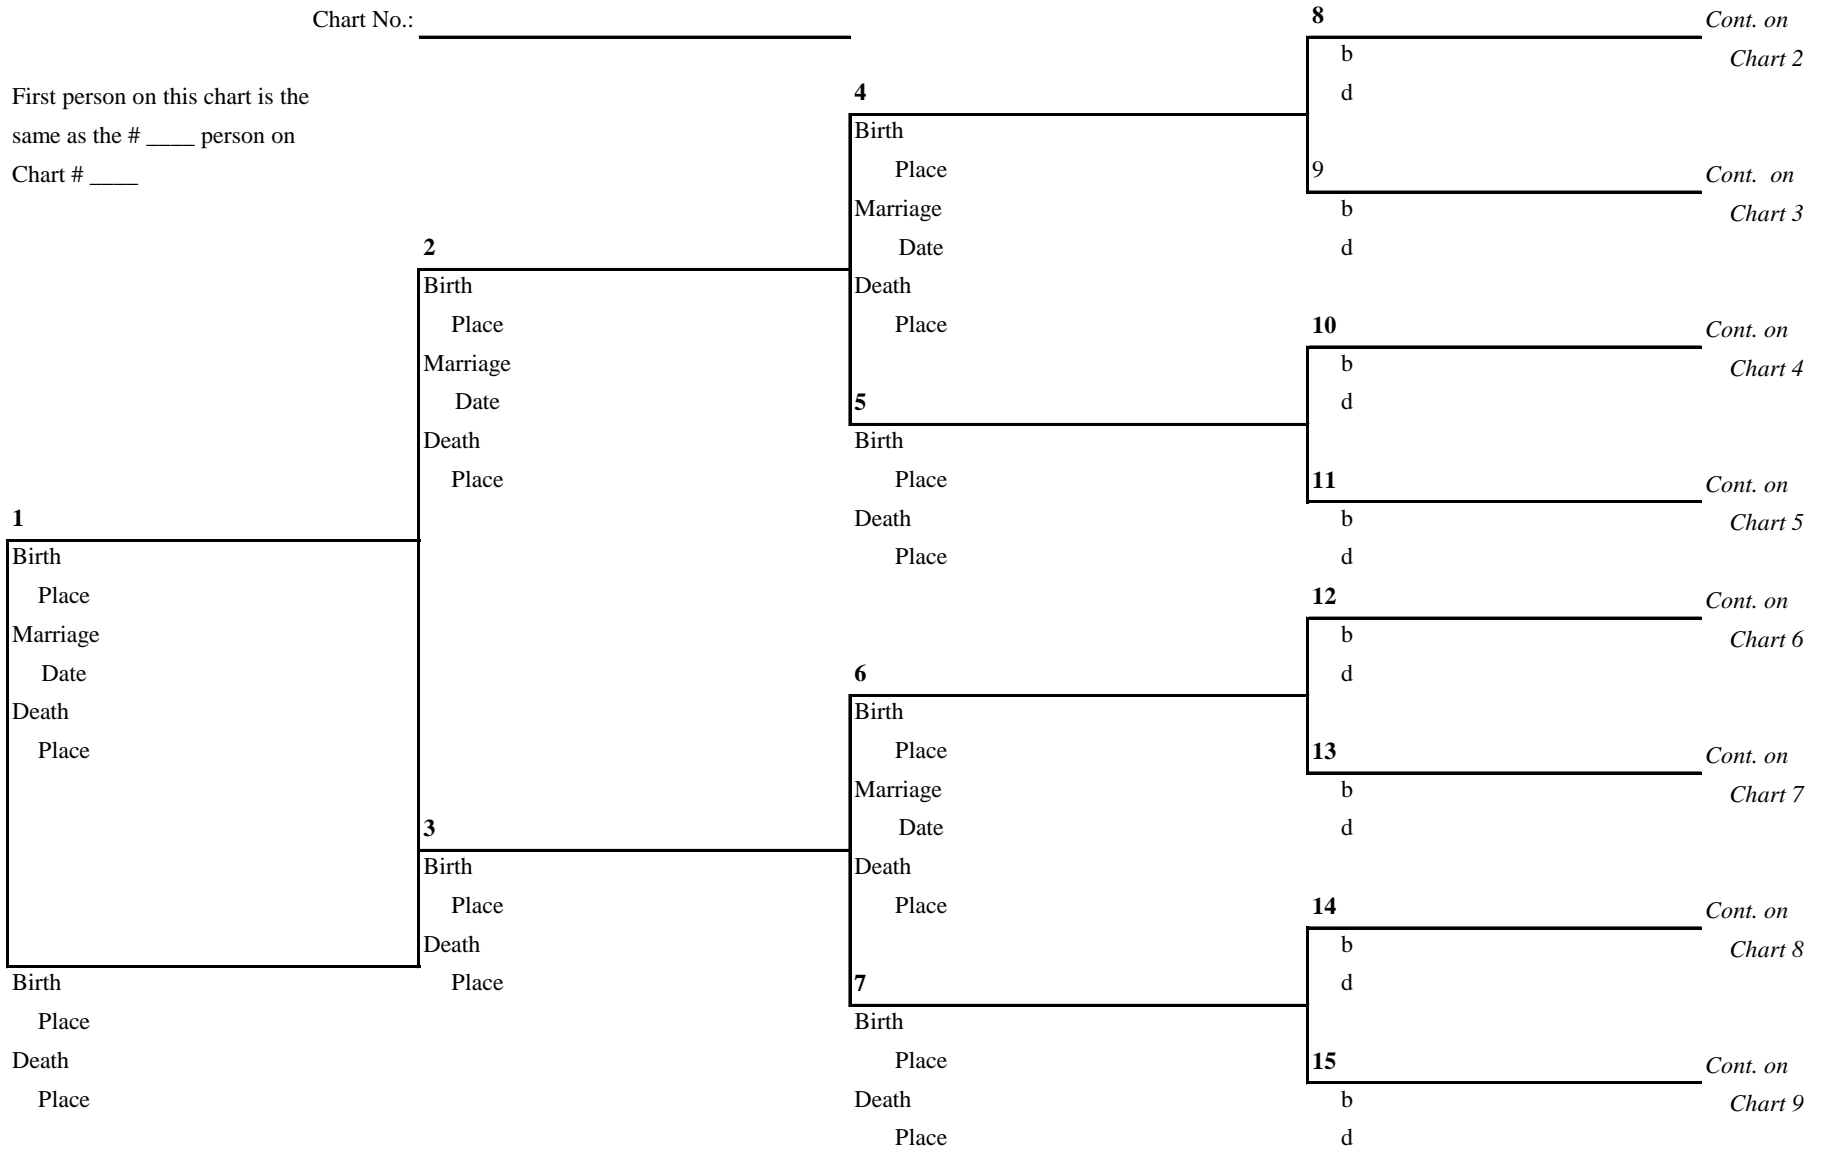 Chart No.:
First person on this chart is the
same as the # ____ person on
Chart # ____
1
Birth
Place
Marriage
Date
Death
Place
Birth
Place
Death
Place
2
Birth
Place
Marriage
Date
Death
Place
3
Birth
Place
Death
Place
4
Birth
Place
Marriage
Date
Death
Place
5
Birth
Place
Death
Place
6
Birth
Place
Marriage
Date
Death
Place
7
Birth
Place
Death
Place
8
b
d
Cont. on
Chart 2
9
b
d
Cont. on
Chart 3
10
b
d
Cont. on
Chart 4
11
b
d
Cont. on
Chart 5
12
b
d
Cont. on
Chart 6
13
b
d
Cont. on
Chart 7
14
b
d
Cont. on
Chart 8
15
b
d
Cont. on
Chart 9